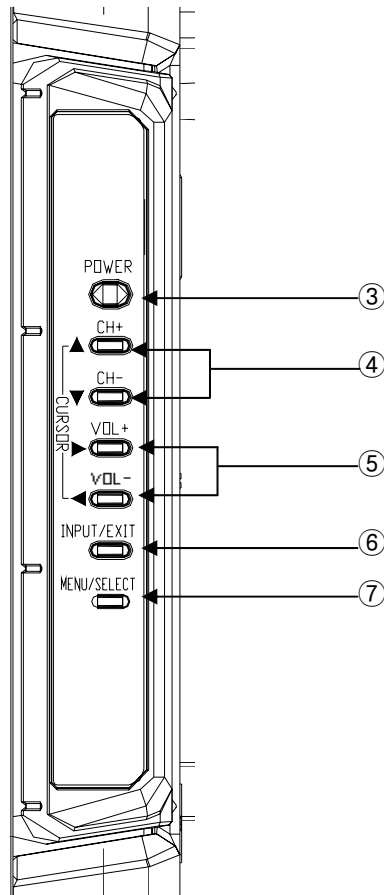 POWER
③
CH+
④
CH-
CURSOR
VOL+
⑤
VOL-
INPUT/EXIT
⑥
MENU/SELECT
⑦